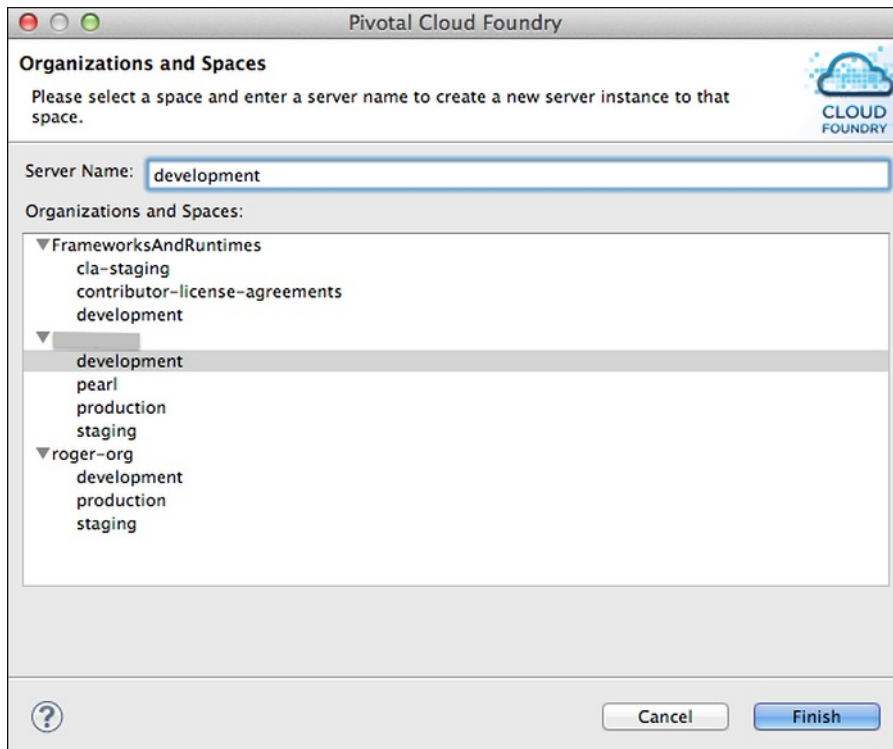 Pivotal Cloud Foundry
Organizations and Spaces
Please select a space and enter a server name to create a new server instance to that
space.
CLOUD
FOUNDRY
Server Name: development
Organizations and Spaces:
FrameworksAndRuntimes
cla-staging
contributor-license-agreements
development
development
pearl
production
staging
roger-org
development
production
staging
?
Cancel
Finish